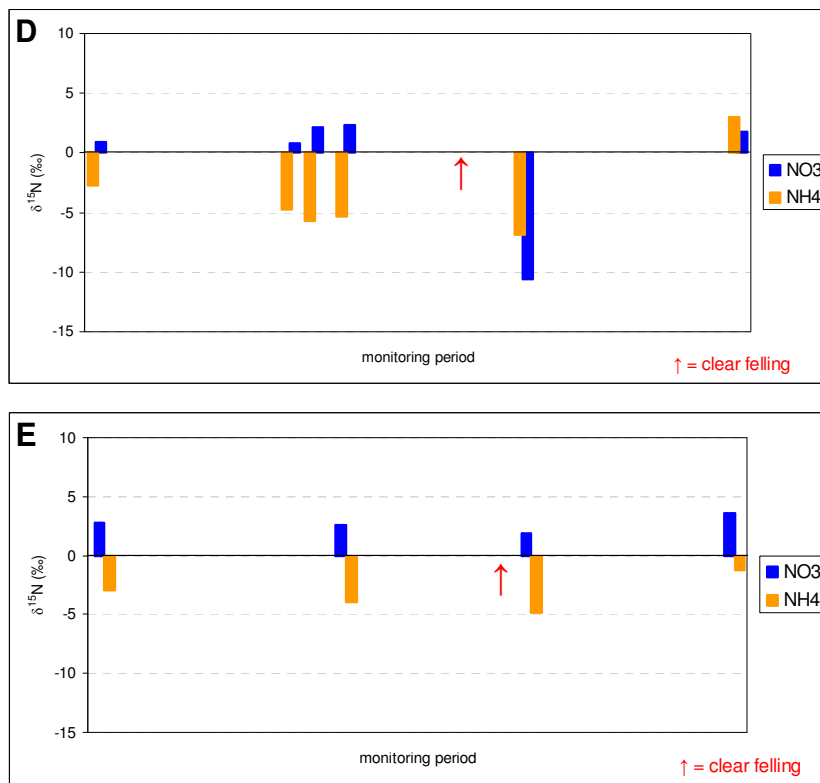 D
10
5
0
-5
-10
-15
δ15N (‰)
NO3
NH4
monitoring period
↑ = clear felling
E
10
5
0
-5
-10
-15
δ15N (‰)
NO3
NH4
monitoring period
↑ = clear felling